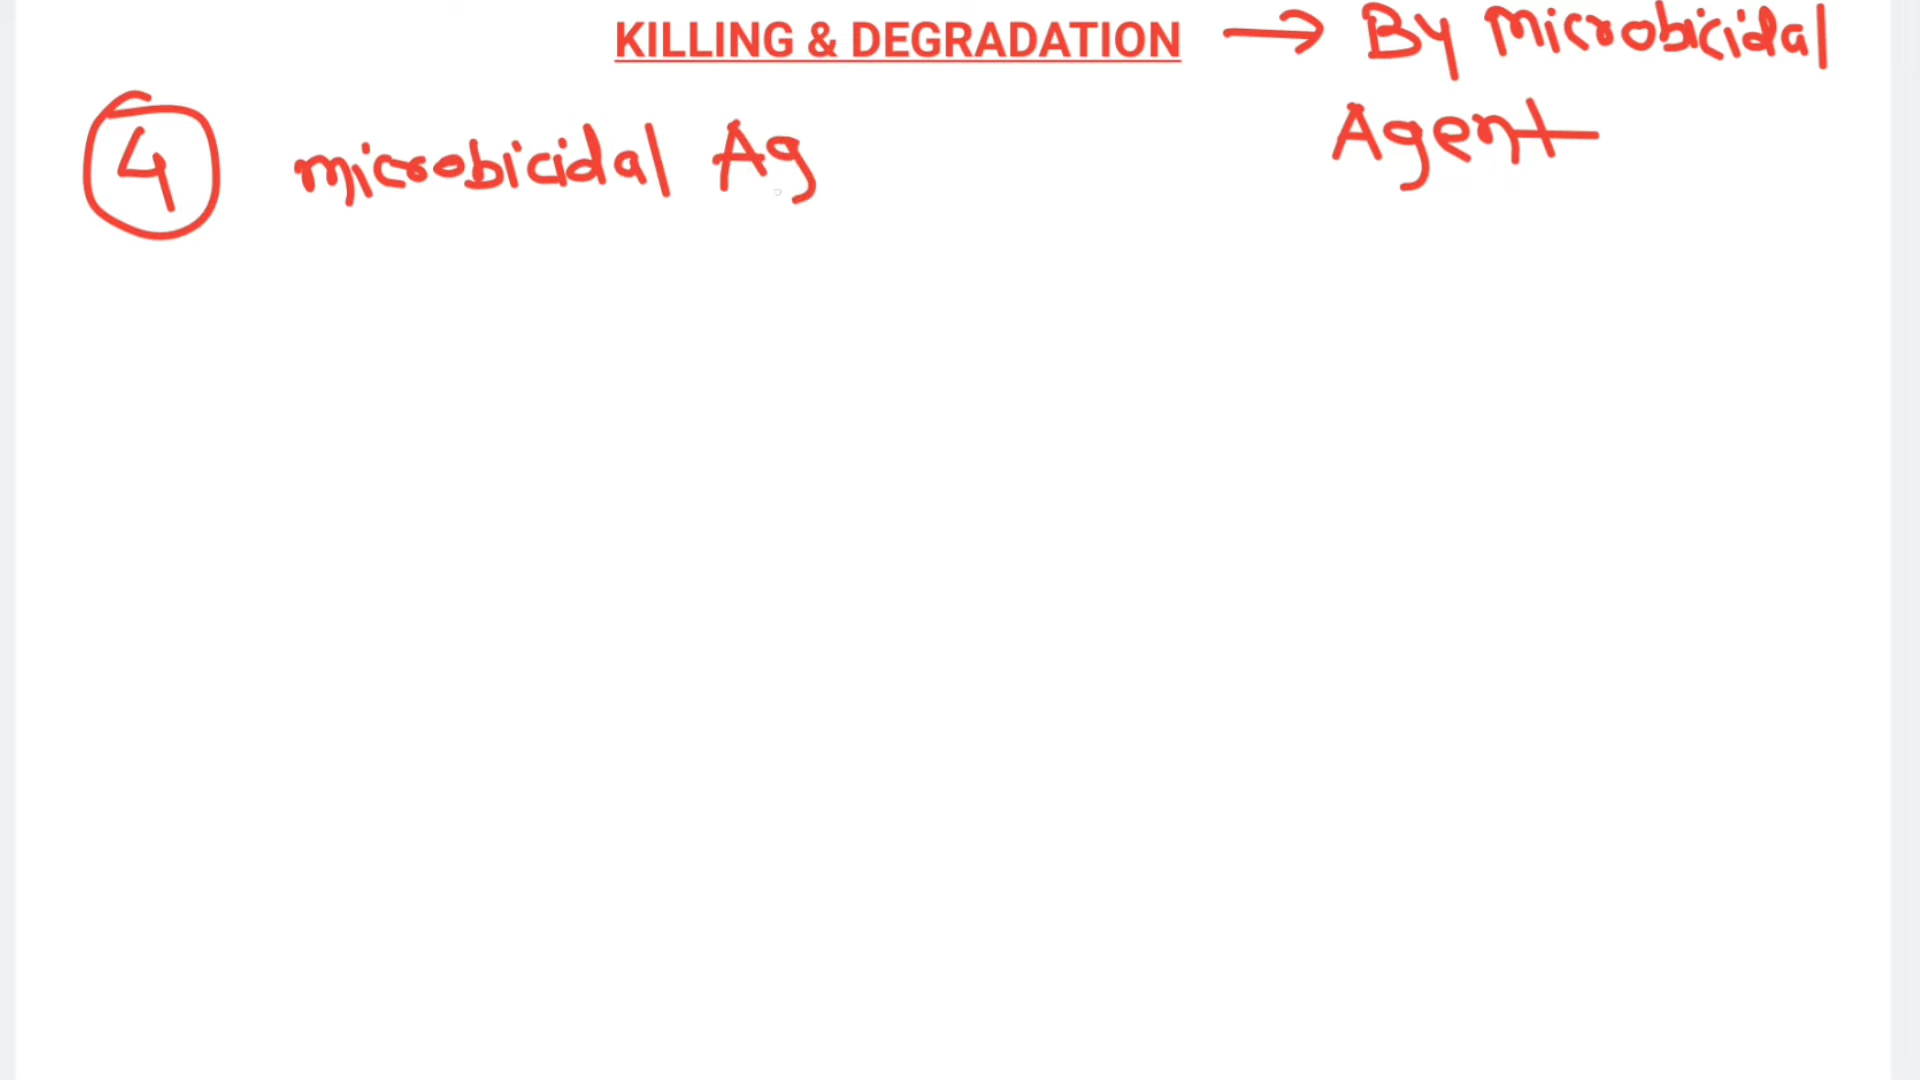 KILLING & DEGRADATION → By Microbicidal
Agent
4 microbicidal Ag